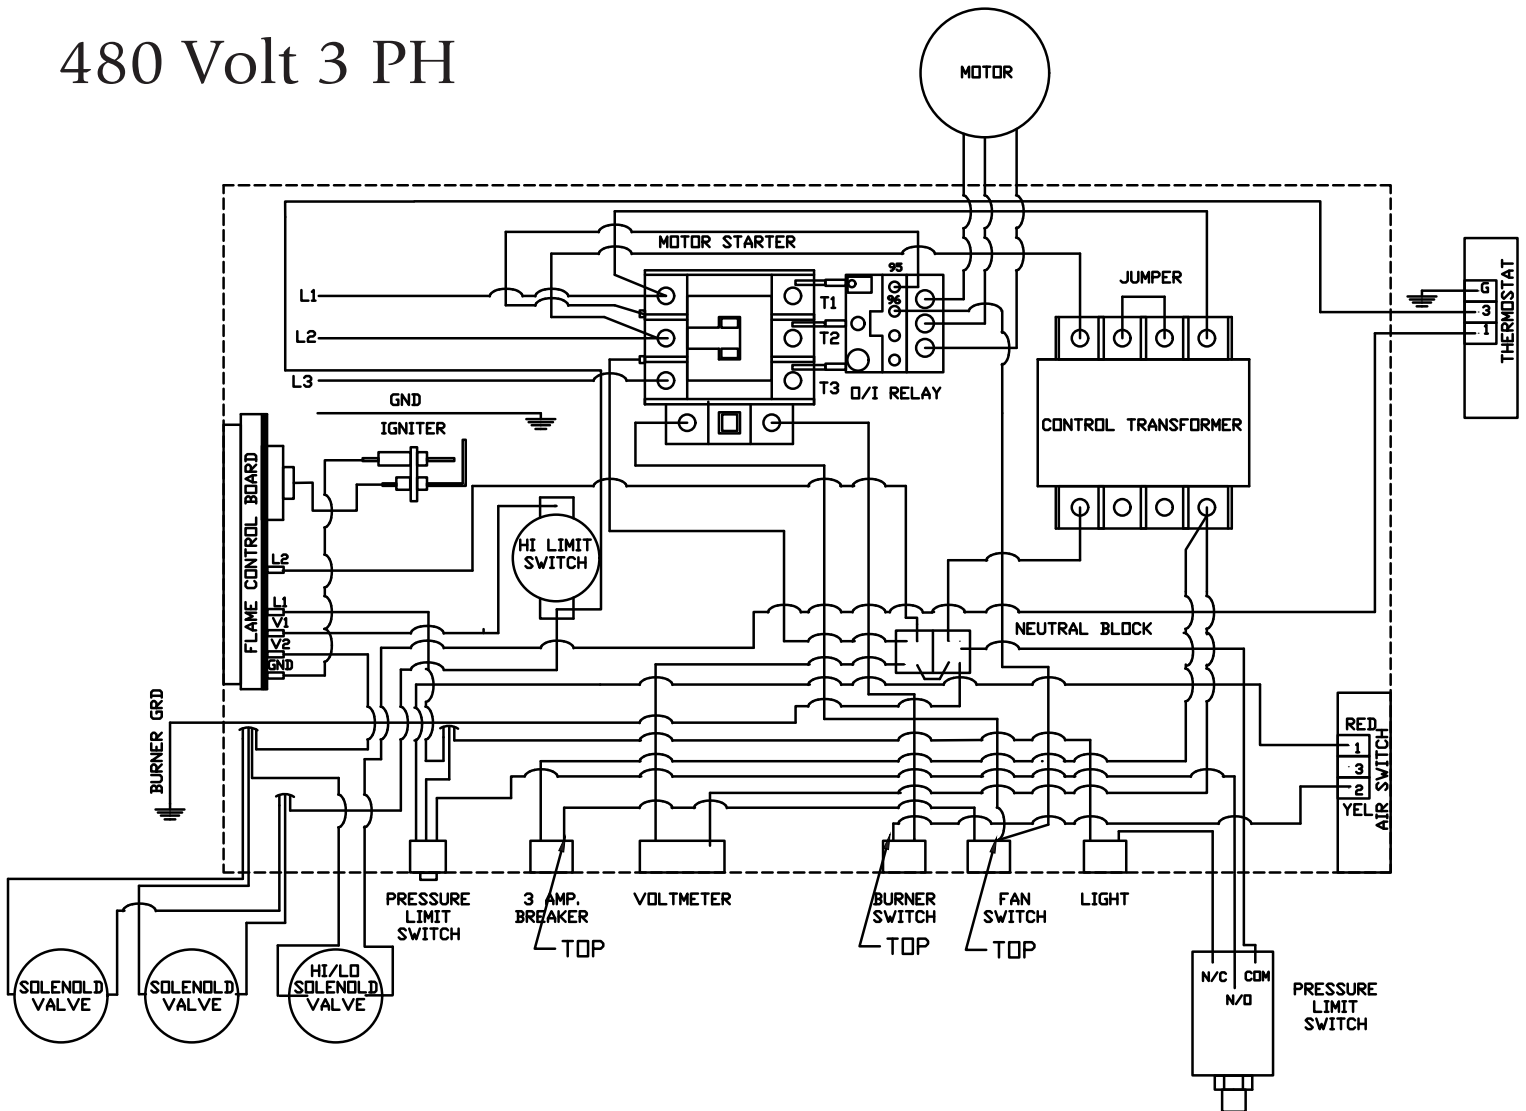 480 Volt 3 PH
MOTOR
MOTOR STARTER
95
96
L1
L2
L3
T1
T2
T3
O/I RELAY
JUMPER
CONTROL TRANSFORMER
G
3
1
THERMOSTAT
GND
IGNITER
FLAME CONTROL BOARD
L2
L1
V1
V2
GND
HI LIMIT
SWITCH
NEUTRAL BLOCK
BURNER GRD
RED
1
3
2
YEL
AIR SWITCH
PRESSURE
LIMIT
SWITCH
3 AMP.
BREAKER
TOP
VOLTMETER
BURNER
SWITCH
TOP
FAN
SWITCH
TOP
LIGHT
SOLENOLD
VALVE
SOLENOLD
VALVE
HI/LO
SOLENOLD
VALVE
N/C
COM
N/O
PRESSURE
LIMIT
SWITCH